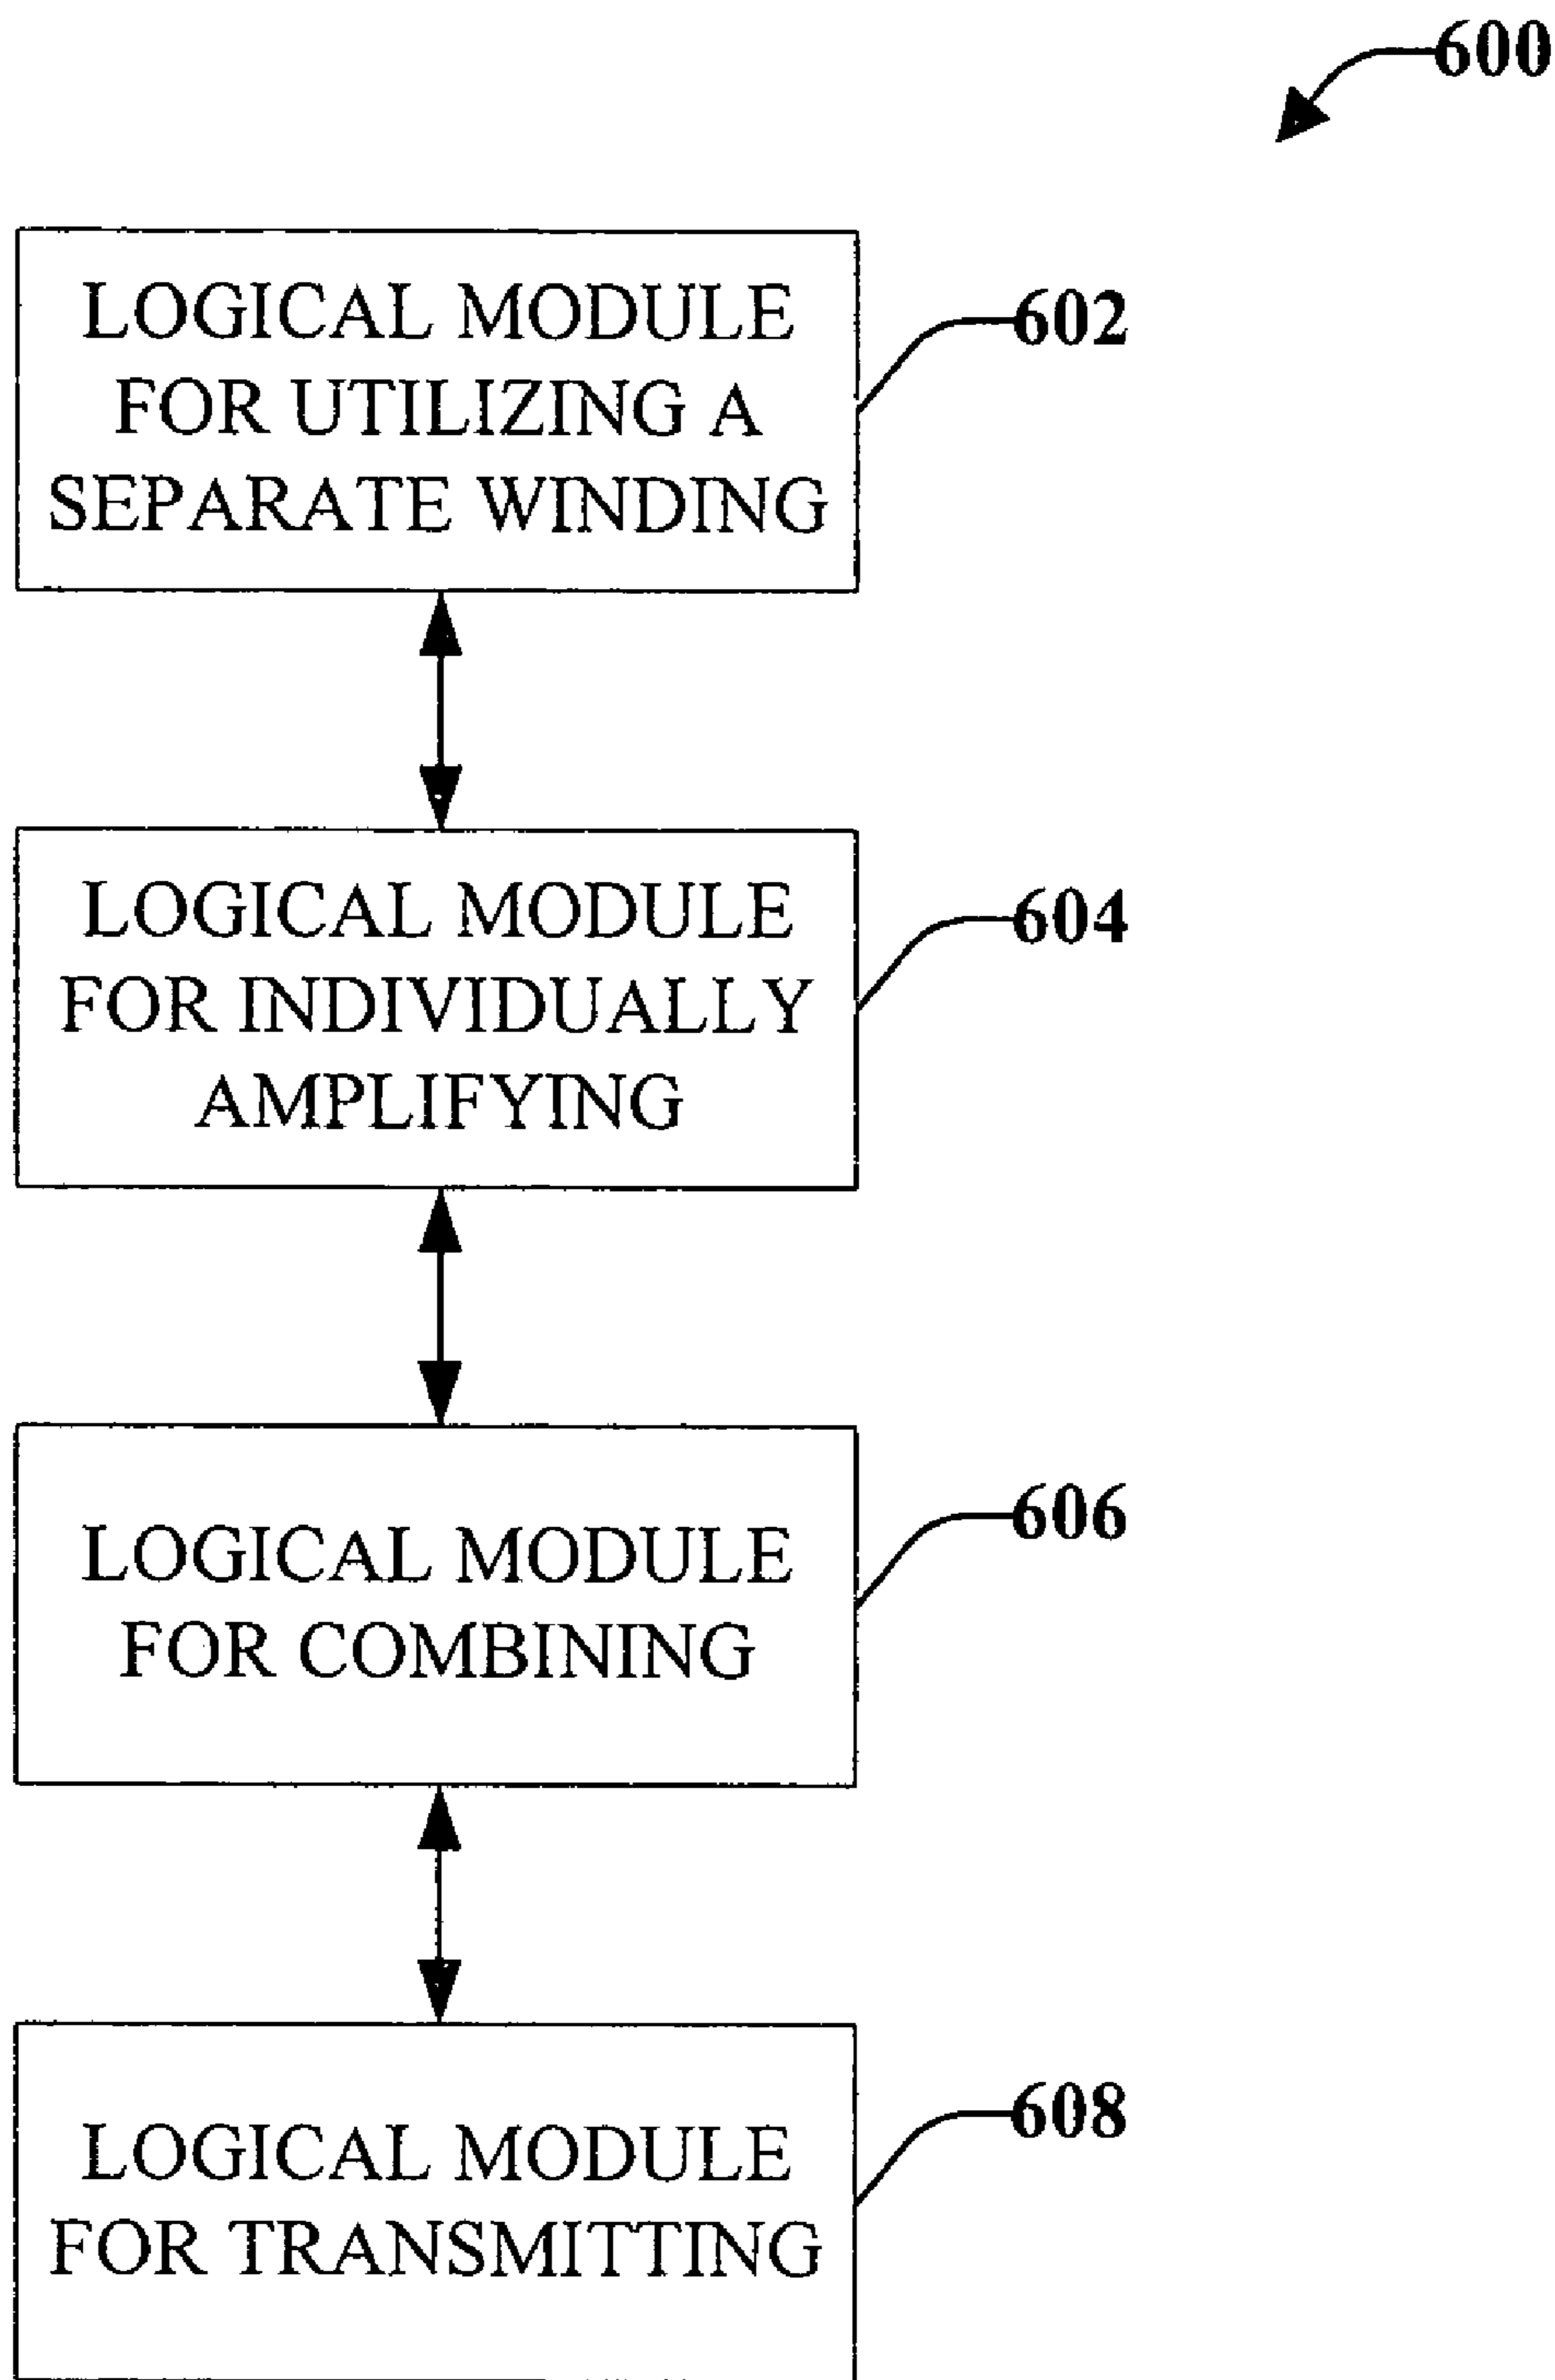 600
LOGICAL MODULE
FOR UTILIZING A
SEPARATE WINDING
602
LOGICAL MODULE
FOR INDIVIDUALLY
AMPLIFYING
604
LOGICAL MODULE
FOR COMBINING
606
LOGICAL MODULE
FOR TRANSMITTING
608